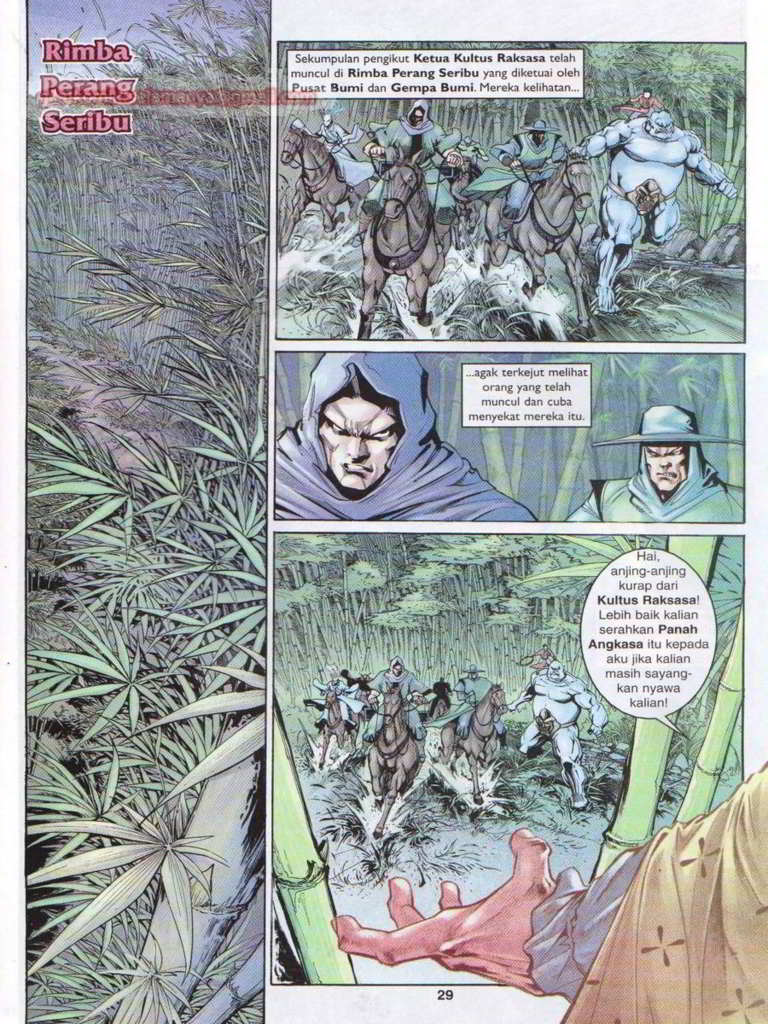 Rimba
Perang
Seribu
Sekumpulan pengikut Ketua Kultus Raksasa telah
muncul di Rimba Perang Seribu yang diketuai oleh
Pusat Bumi dan Gempa Bumi. Mereka kelihatan...
...agak terkejut melihat
orang yang telah
muncul dan cuba
menyekat mereka itu.
Hai,
anjing-anjing
kurap dari
Kultus Raksasa!
Lebih baik kalian
serahkan Panah
Angkasa itu kepada
aku jika kalian
masih sayang-
kan nyawa
kalian!
29